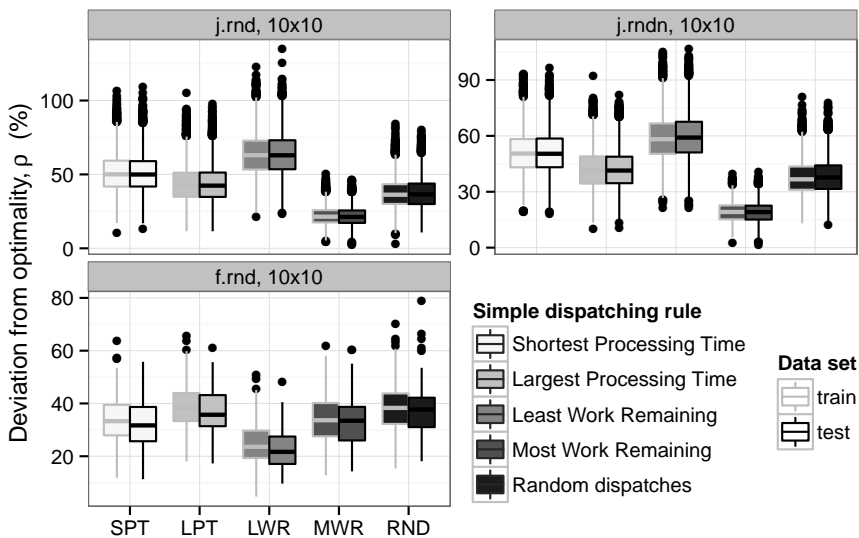 j.rnd, 10x10
j.rndn, 10x10
Deviation from optimality, ρ (%)
100
50
0
90
60
30
0
f.rnd, 10x10
80
60
40
20
SPT LPT LWR MWR RND
Simple dispatching rule
Shortest Processing Time
Largest Processing Time
Least Work Remaining
Most Work Remaining
Random dispatches
Data set
train
test